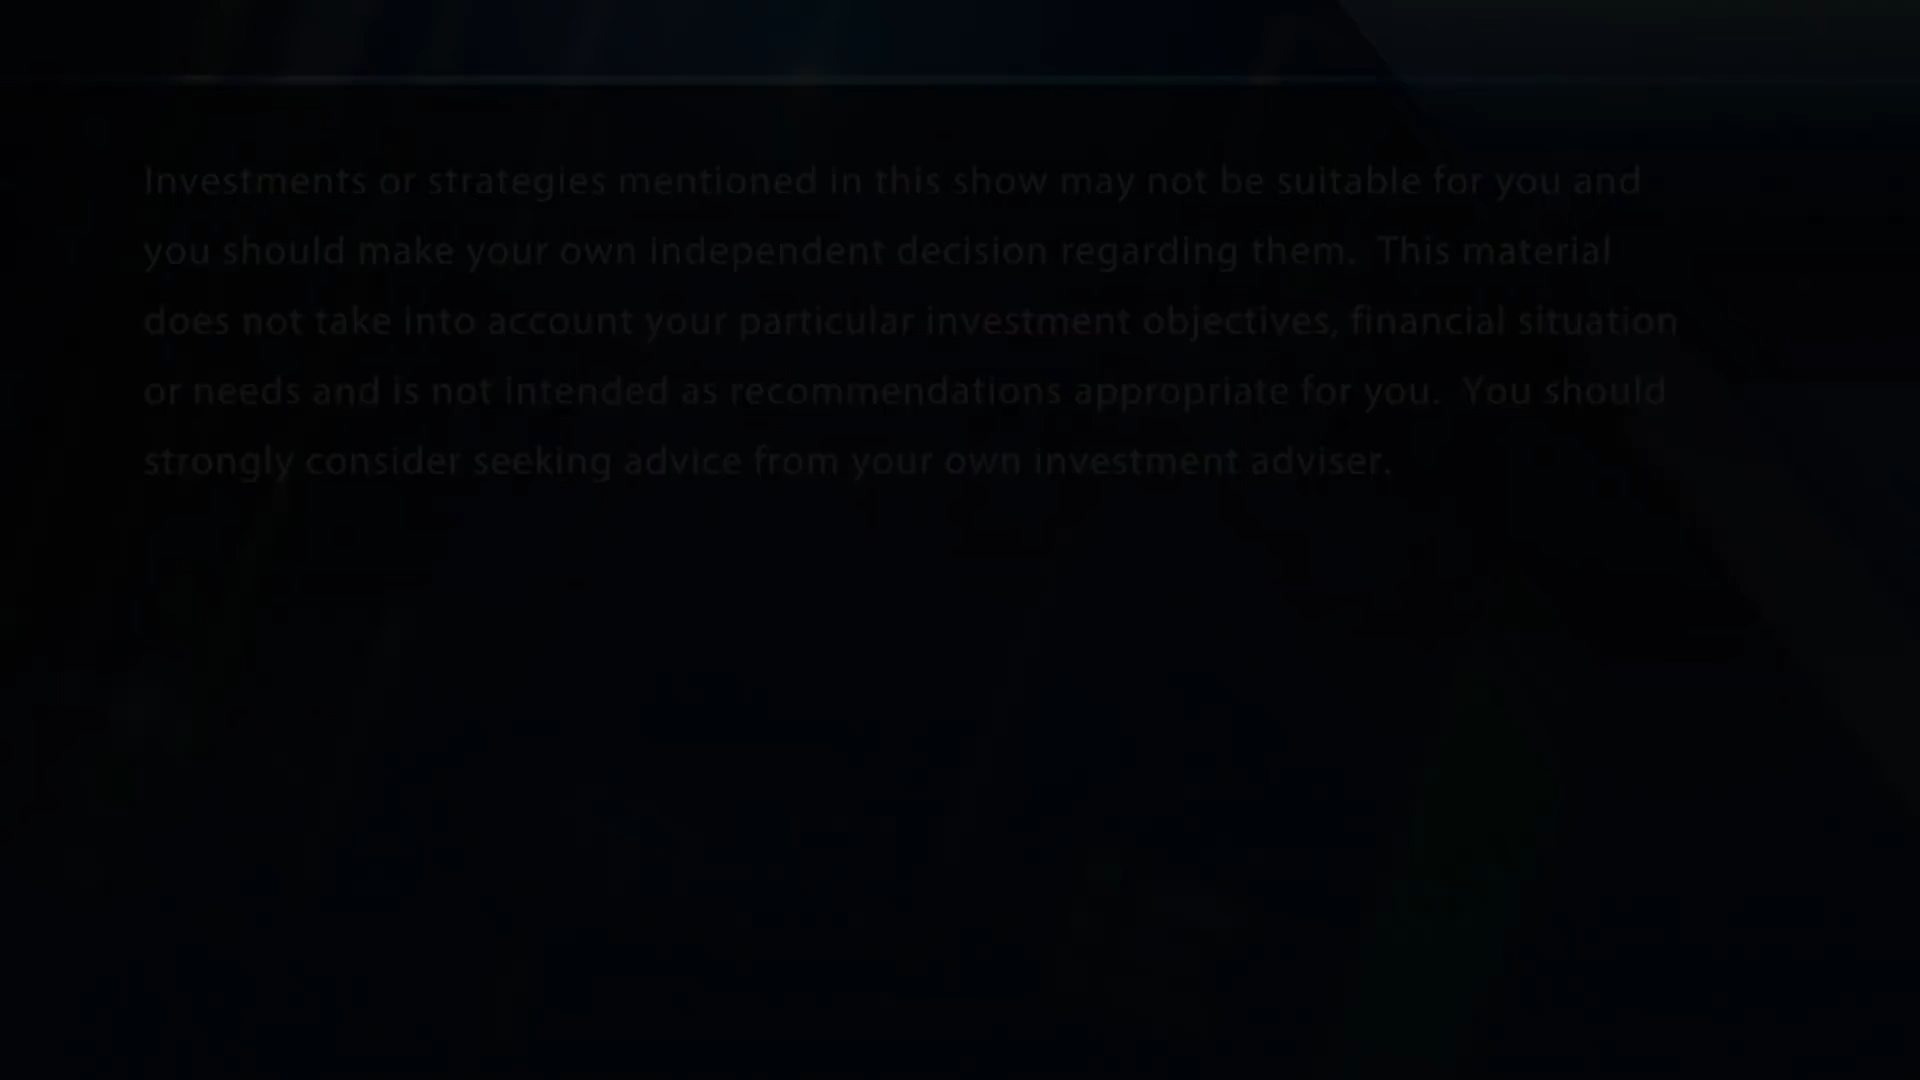 Investments or strategies mentioned in this show may not be suitable for you and
you should make your own independent decision regarding them.  This material
does not take into account your particular investment objectives, financial situation
or needs and is not intended as recommendations appropriate for you.  You should
strongly consider seeking advice from your own investment adviser.